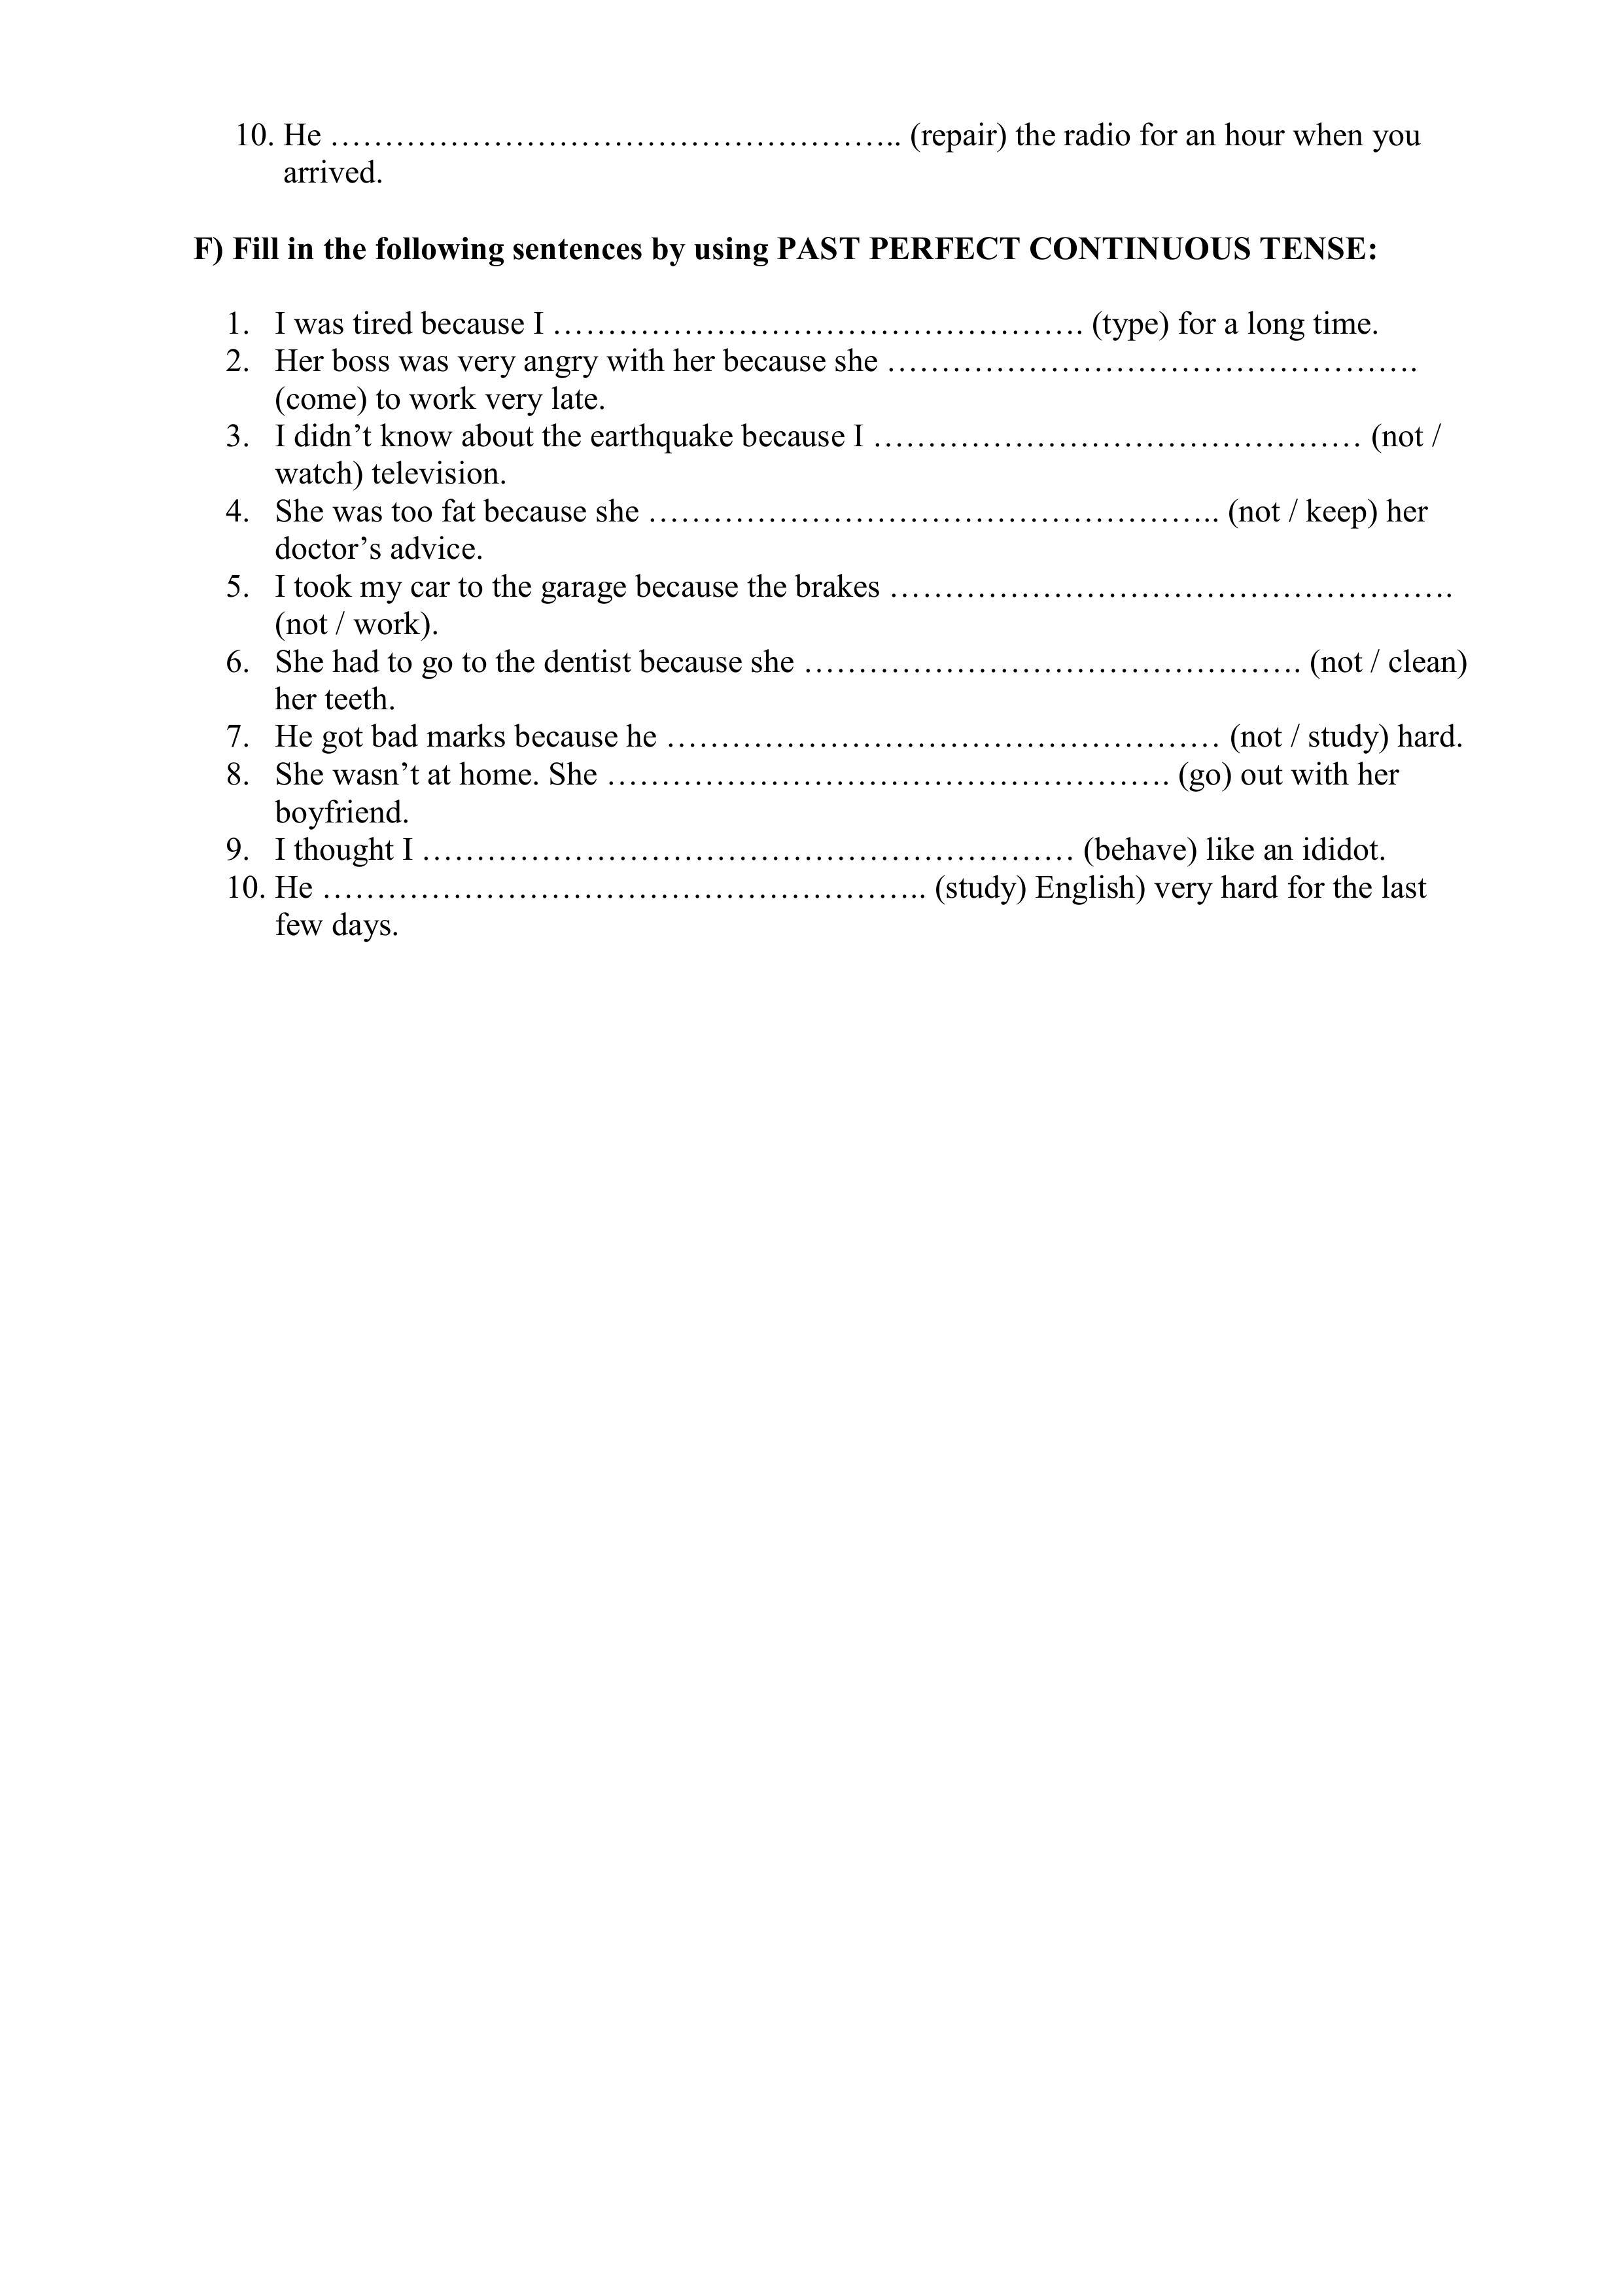 10. He ………………………………………….. (repair) the radio for an hour when you
arrived.
F) Fill in the following sentences by using PAST PERFECT CONTINUOUS TENSE:
1. I was tired because I …………………………………………. (type) for a long time.
2. Her boss was very angry with her because she ………………………………………….
(come) to work very late.
3. I didn’t know about the earthquake because I ……………………………………… (not /
watch) television.
4. She was too fat because she …………………………………………….. (not / keep) her
doctor’s advice.
5. I took my car to the garage because the brakes …………………………………………….
(not / work).
6. She had to go to the dentist because she ………………………………………. (not / clean)
her teeth.
7. He got bad marks because he …………………………………………… (not / study) hard.
8. She wasn’t at home. She ……………………………………………. (go) out with her
boyfriend.
9. I thought I …………………………………………………… (behave) like an ididot.
10. He ……………………………………………….. (study) English) very hard for the last
few days.